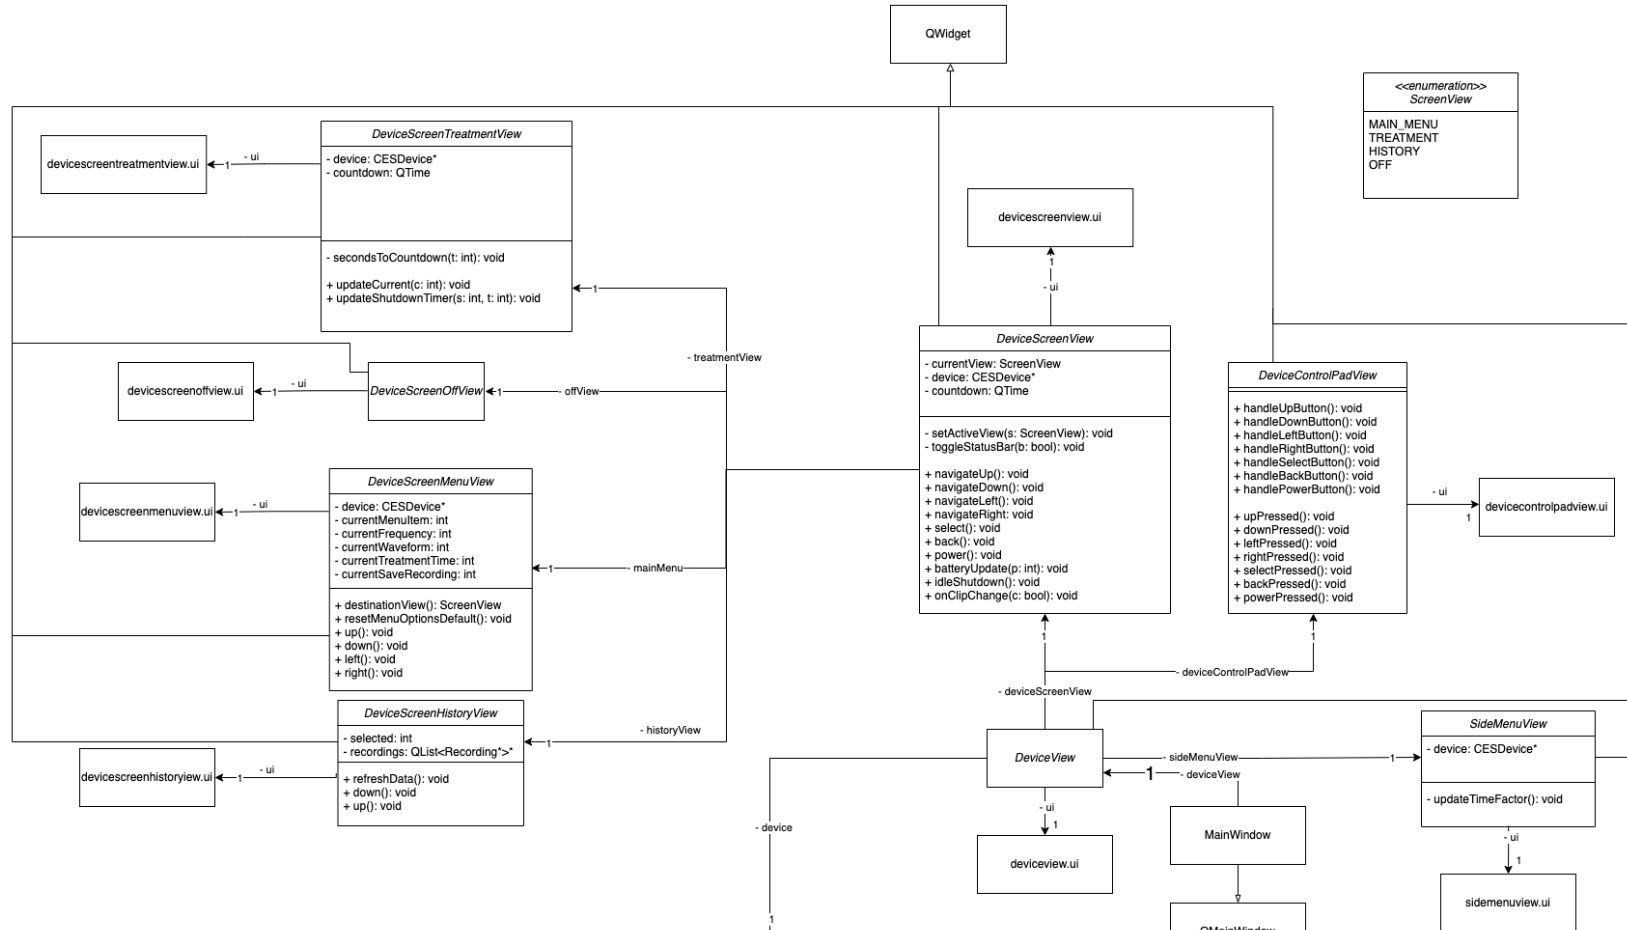 QWidget
<<enumeration>>
ScreenView
MAIN_MENU
TREATMENT
HISTORY
OFF
DeviceScreenTreatmentView
- device: CESDevice*
- countdown: QTime
- secondsToCountdown(t: int): void
+ updateCurrent(c: int): void
+ updateShutdownTimer(s: int, t: int): void
devicescreentreatmentview.ui
1
- ui
devicescreenview.ui
1
- ui
1
- treatmentView
DeviceScreenView
- currentView: ScreenView
- device: CESDevice*
- countdown: QTime
- setActiveView(s: ScreenView): void
- toggleStatusBar(b: bool): void
+ navigateUp(): void
+ navigateDown(): void
+ navigateLeft(): void
+ navigateRight: void
+ select(): void
+ back(): void
+ power(): void
+ batteryUpdate(p: int): void
+ idleShutdown(): void
+ onClipChange(c: bool): void
DeviceControlPadView
+ handleUpButton(): void
+ handleDownButton(): void
+ handleLeftButton(): void
+ handleRightButton(): void
+ handleSelectButton(): void
+ handleBackButton(): void
+ handlePowerButton(): void
+ upPressed(): void
+ downPressed(): void
+ leftPressed(): void
+ rightPressed(): void
+ selectPressed(): void
+ backPressed(): void
+ powerPressed(): void
- ui
1
devicecontrolpadview.ui
devicescreenoffview.ui
1
- ui
DeviceScreenOffView
1
- offView
DeviceScreenMenuView
- device: CESDevice*
- currentMenuItem: int
- currentFrequency: int
- currentWaveform: int
- currentTreatmentTime: int
- currentSaveRecording: int
+ destinationView(): ScreenView
+ resetMenuOptionsDefault(): void
+ up(): void
+ down(): void
+ left(): void
+ right(): void
devicescreenmenuview.ui
1
- ui
1
- mainMenu
DeviceScreenHistoryView
- selected: int
- recordings: QList<Recording*>*
+ refreshData(): void
+ down(): void
+ up(): void
devicescreenhistoryiew.ui
1
- ui
1
- historyView
1
1
- deviceControlPadView
- deviceScreenView
DeviceView
- sideMenuView
1
1
- deviceView
- ui
1
deviceview.ui
- device
1
MainWindow
QMainWindow
SideMenuView
- device: CESDevice*
- updateTimeFactor(): void
- ui
1
sidemenuview.ui